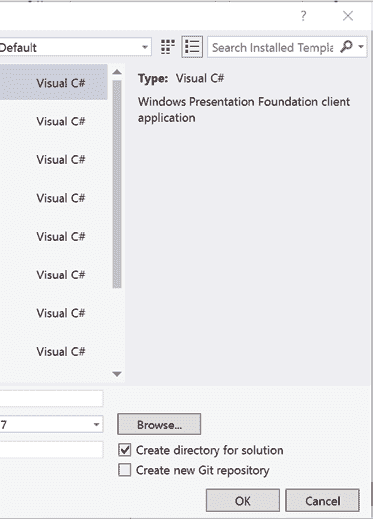 ?
Default
Search Installed Templa
Visual C#
Type: Visual C#
Windows Presentation Foundation client
application
Visual C#
Visual C#
Visual C#
Visual C#
Visual C#
Visual C#
Visual C#
7
Browse...
Create directory for solution
Create new Git repository
OK
Cancel